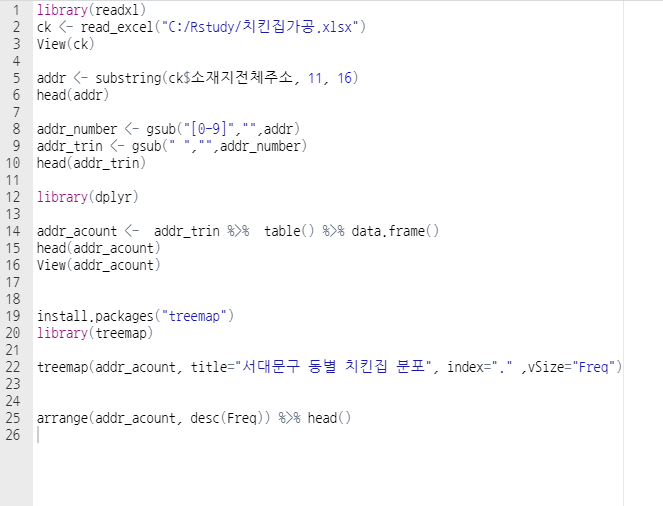 1 library(readxl)
2 ck <- read_excel("C:/Rstudy/치킨집가공.xlsx")
3 View(ck)
4
5 addr <- substring(ck$소재지전체주소, 11, 16)
6 head(addr)
7
8 addr_number <- gsub("[0-9]","",addr)
9 addr_trin <- gsub(" ","",addr_number)
10 head(addr_trin)
11
12 library(dplyr)
13
14 addr_acount <-  addr_trin %>%  table() %>% data.frame()
15 head(addr_acount)
16 View(addr_acount)
17
18
19 install.packages("treemap")
20 library(treemap)
21
22 treemap(addr_acount, title="서대문구 동별 치킨집 분포", index="." ,vSize="Freq")
23
24
25 arrange(addr_acount, desc(Freq)) %>% head()
26